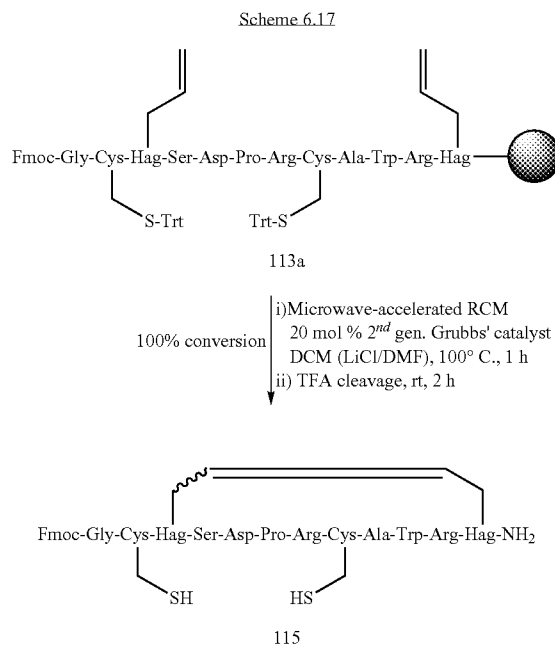 Scheme 6.17
Fmoc-Gly-Cys-Hag-Ser-Asp-Pro-Arg-Cys-Ala-Trp-Arg-Hag
S-Trt
Trt-S
113a
100% conversion
i)Microwave-accelerated RCM
20 mol % 2nd gen. Grubbs' catalyst
DCM (LiCl/DMF), 100° C., 1 h
ii) TFA cleavage, rt, 2 h
Fmoc-Gly-Cys-Hag-Ser-Asp-Pro-Arg-Cys-Ala-Trp-Arg-Hag-NH2
SH
HS
115